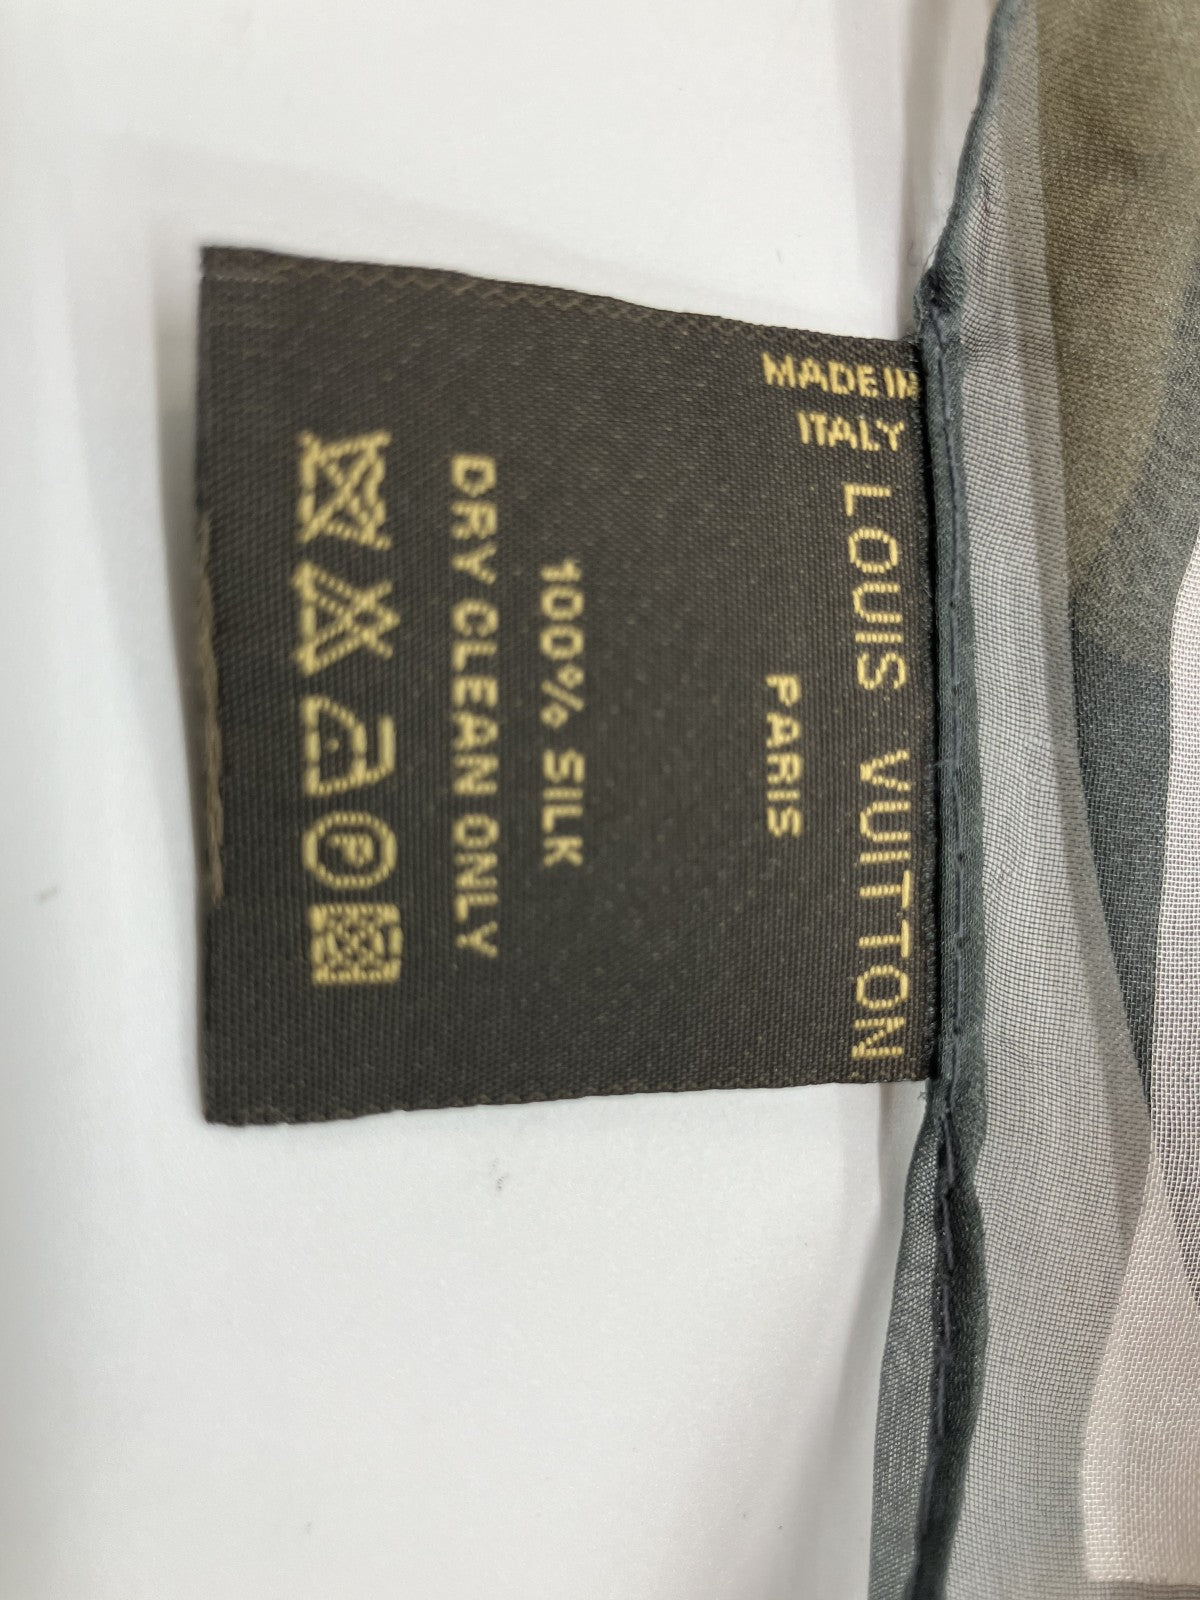 MADE IN
ITALY
LOUIS VUITTON
PARIS
100% SILK
DRY CLEAN ONLY
P